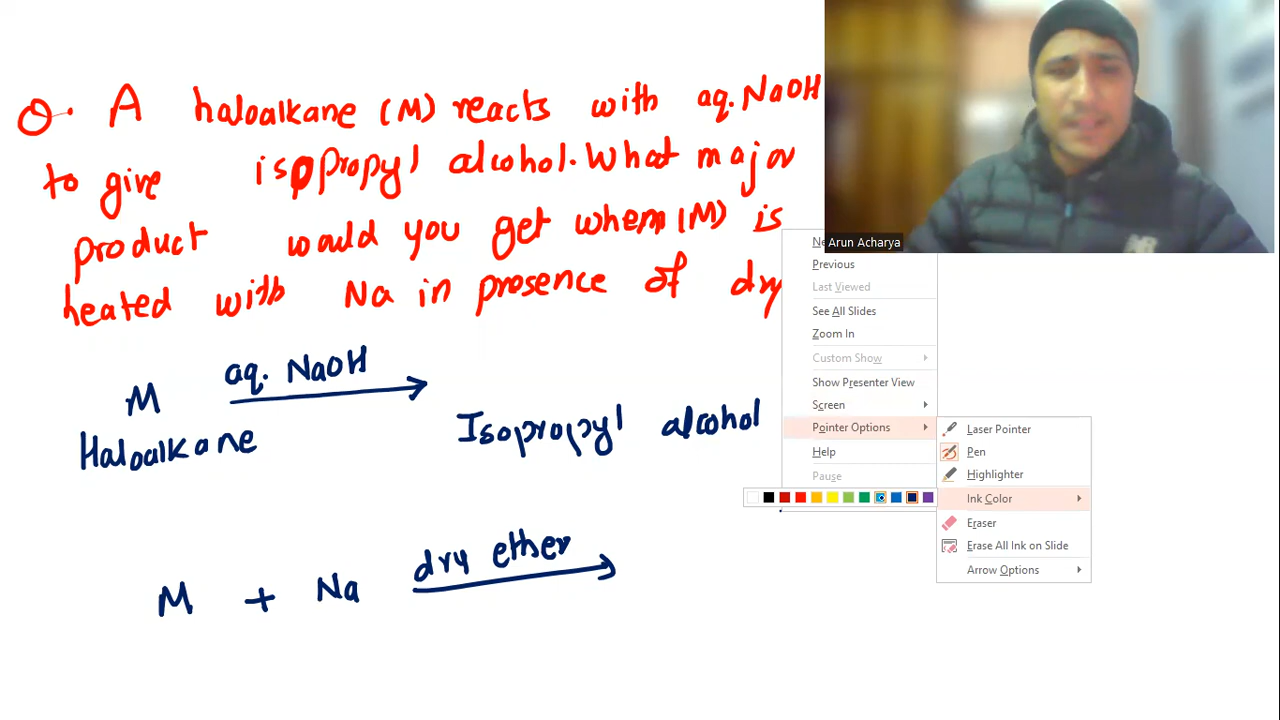 Q. A haloalkane (M) reacts with aq. NaOH
to give isopropyl alcohol. What major
product would you get when (M) is
heated with Na in presence of dry
M aq. NaOH
Haloalkane Isopropyl alcohol
M + Na dry ether
Arun Acharya
Previous
Last Viewed
See All Slides
Zoom In
Custom Show
Show Presenter View
Screen
Pointer Options
Help
Pause
Laser Pointer
Pen
Highlighter
Ink Color
Eraser
Erase All Ink on Slide
Arrow Options